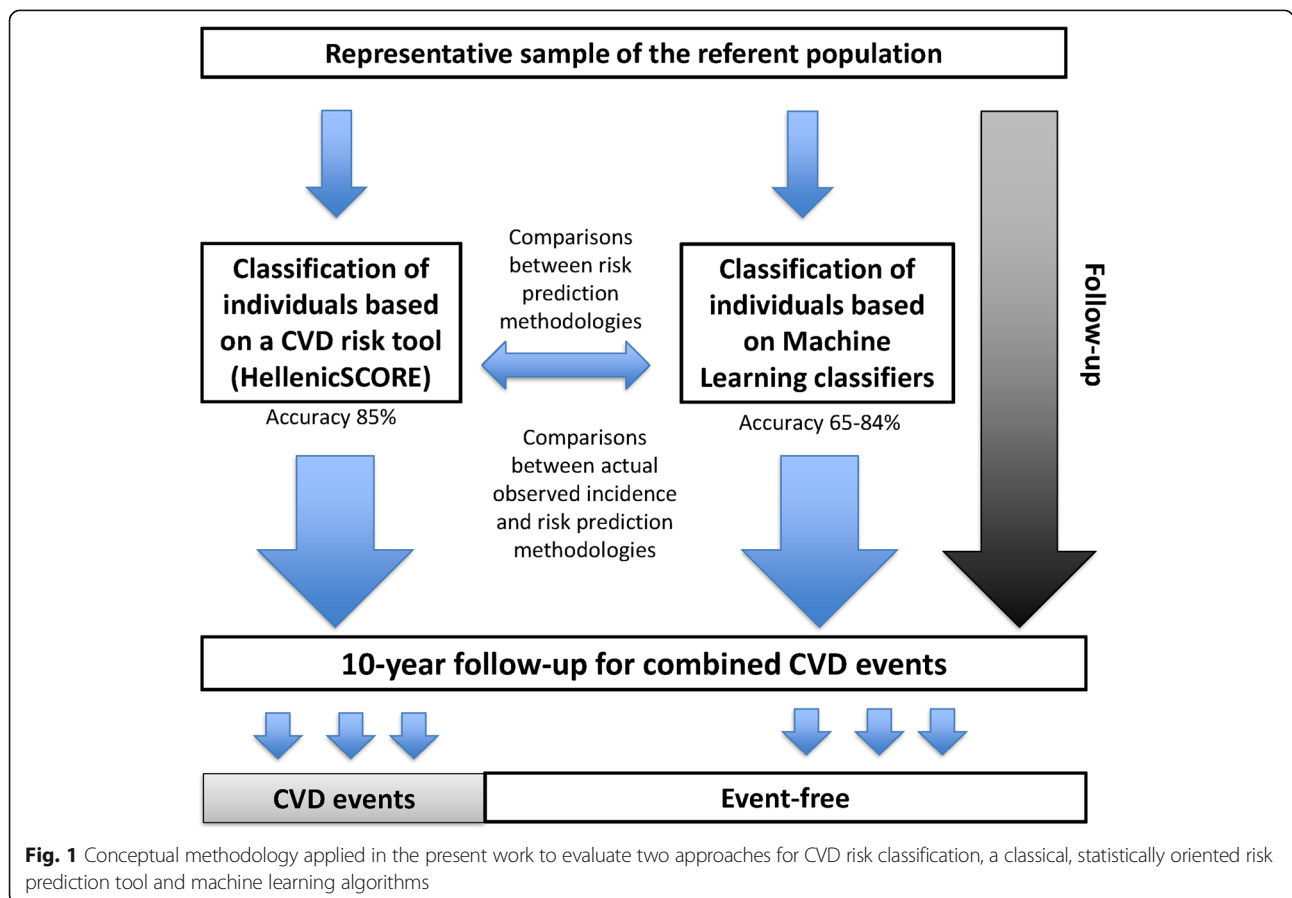 Representative sample of the referent population
Classification of
individuals based
on a CVD risk tool
(HellenicSCORE)
Accuracy 85%
Comparisons
between risk
prediction
methodologies
Comparisons
between actual
observed incidence
and risk prediction
methodologies
Classification of
individuals based
on Machine
Learning classifiers
Accuracy 65-84%
Follow-up
10-year follow-up for combined CVD events
CVD events
Event-free
Fig. 1 Conceptual methodology applied in the present work to evaluate two approaches for CVD risk classification, a classical, statistically oriented risk
prediction tool and machine learning algorithms